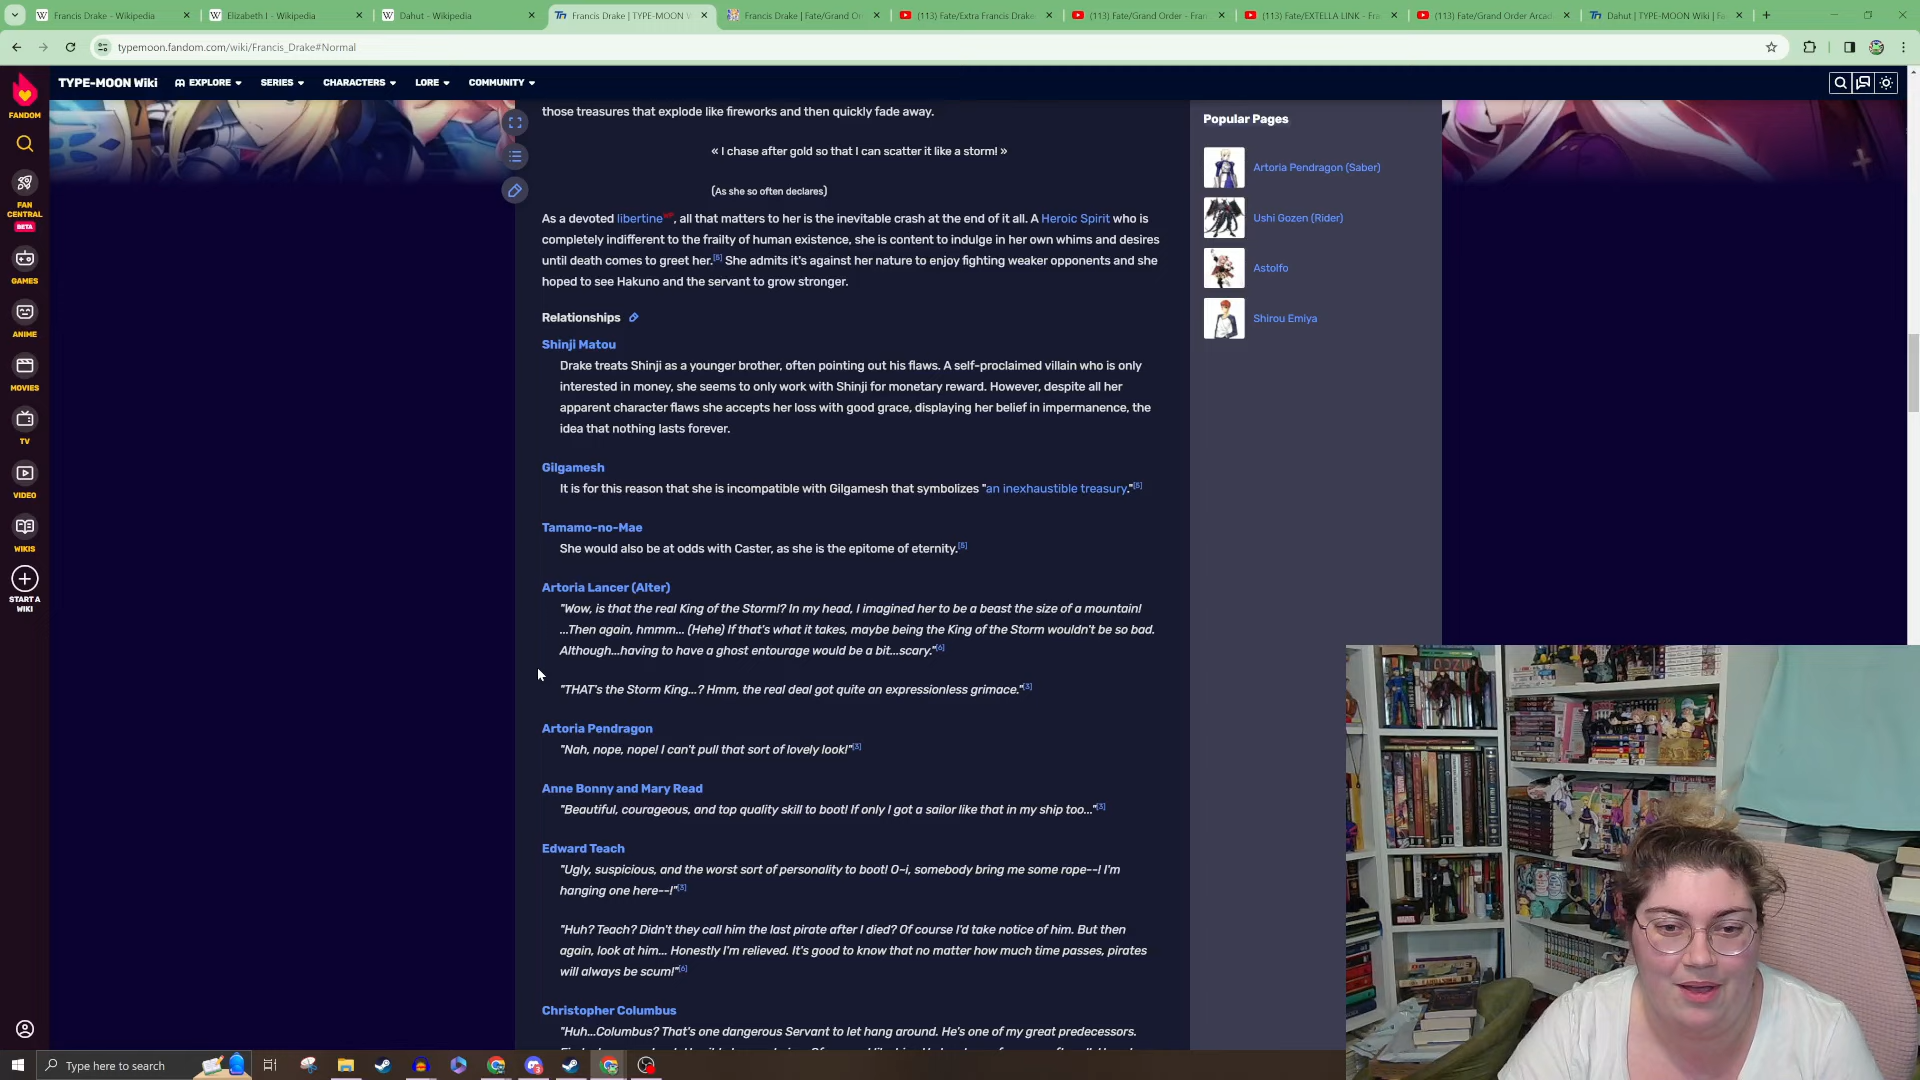 Francis Drake - Wikipedia
Elizabeth I - Wikipedia
Dahut - Wikipedia
Francis Drake | TYPE-MOON W
Francis Drake | Fate/Grand Or
(113) Fate/Extra Francis Drake
(113) Fate/Grand Order - Fran
(113) Fate/EXTELLA LINK - Fra
(113) Fate/Grand Order Arcad
Dahut | TYPE-MOON Wiki | Fa
typemoon.fandom.com/wiki/Francis_Drake#Normal
TYPE-MOON Wiki
EXPLORE
SERIES
CHARACTERS
LORE
COMMUNITY
FANDOM
FAN CENTRAL
BETA
GAMES
ANIME
MOVIES
TV
VIDEO
WIKIS
START A WIKI
those treasures that explode like fireworks and then quickly fade away.
« I chase after gold so that I can scatter it like a storm! »
(As she so often declares)
As a devoted libertine, all that matters to her is the inevitable crash at the end of it all. A Heroic Spirit who is
completely indifferent to the frailty of human existence, she is content to indulge in her own whims and desires
until death comes to greet her.[5] She admits it's against her nature to enjoy fighting weaker opponents and she
hoped to see Hakuno and the servant to grow stronger.
Relationships
Shinji Matou
Drake treats Shinji as a younger brother, often pointing out his flaws. A self-proclaimed villain who is only
interested in money, she seems to only work with Shinji for monetary reward. However, despite all her
apparent character flaws she accepts her loss with good grace, displaying her belief in impermanence, the
idea that nothing lasts forever.
Gilgamesh
It is for this reason that she is incompatible with Gilgamesh that symbolizes "an inexhaustible treasury."[5]
Tamamo-no-Mae
She would also be at odds with Caster, as she is the epitome of eternity.[5]
Artoria Lancer (Alter)
"Wow, is that the real King of the Storm!? In my head, I imagined her to be a beast the size of a mountain!
...Then again, hmmm... (Hehe) If that's what it takes, maybe being the King of the Storm wouldn't be so bad.
Although...having to have a ghost entourage would be a bit...scary."[6]
"THAT's the Storm King...? Hmm, the real deal got quite an expressionless grimace."[3]
Artoria Pendragon
"Nah, nope, nope! I can't pull that sort of lovely look!"[3]
Anne Bonny and Mary Read
"Beautiful, courageous, and top quality skill to boot! If only I got a sailor like that in my ship too..."[3]
Edward Teach
"Ugly, suspicious, and the worst sort of personality to boot! O-i, somebody bring me some rope--! I'm
hanging one here--!"[3]
"Huh? Teach? Didn't they call him the last pirate after I died? Of course I'd take notice of him. But then
again, look at him... Honestly I'm relieved. It's good to know that no matter how much time passes, pirates
will always be scum!"[6]
Christopher Columbus
"Huh...Columbus? That's one dangerous Servant to let hang around. He's one of my great predecessors.
Popular Pages
Artoria Pendragon (Saber)
Ushi Gozen (Rider)
Astolfo
Shirou Emiya
Type here to search